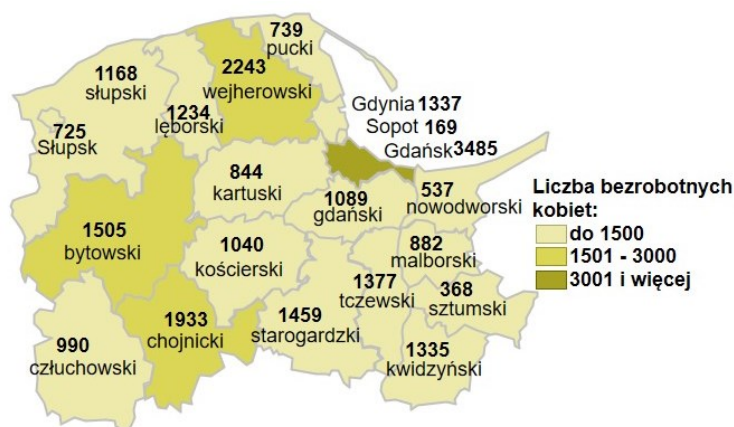 739
pucki
1168
słupski
2243
wejherowski
1234
lęborski
725
Słupsk
Gdynia 1337
Sopot 169
Gdańsk 3485
844
kartuski
1089
gdański
537
nowodworski
1505
bytowski
1040
kościerski
882
malborski
1377
tczewski
368
sztumski
990
człuchowski
1933
chojnicki
1459
starogardzki
1335
kwidzyński
Liczba bezrobotnych
kobiet:
do 1500
1501 - 3000
3001 i więcej